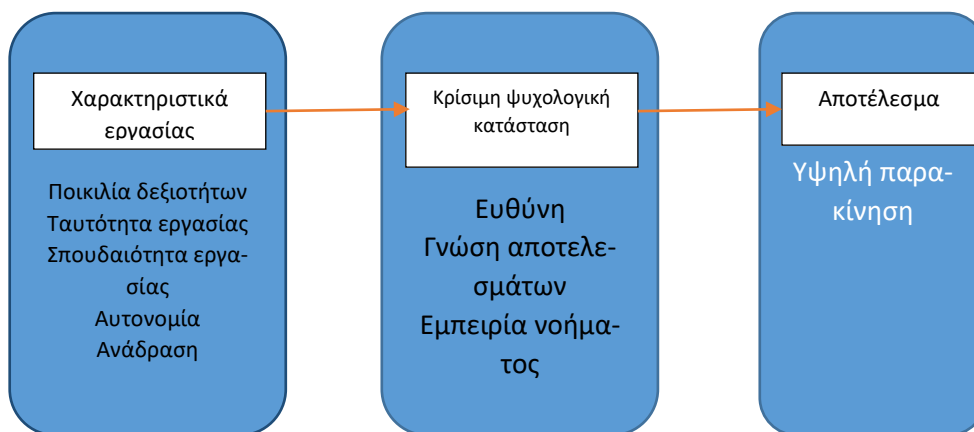 Χαρακτηριστικά
εργασίας
Ποικιλία δεξιοτήτων
Ταυτότητα εργασίας
Σπουδαιότητα εργα-
σίας
Αυτονομία
Ανάδραση
Κρίσιμη ψυχολογική
κατάσταση
Ευθύνη
Γνώση αποτελε-
σμάτων
Εμπειρία νοήμα-
τος
Αποτέλεσμα
Υψηλή παρα-
κίνηση